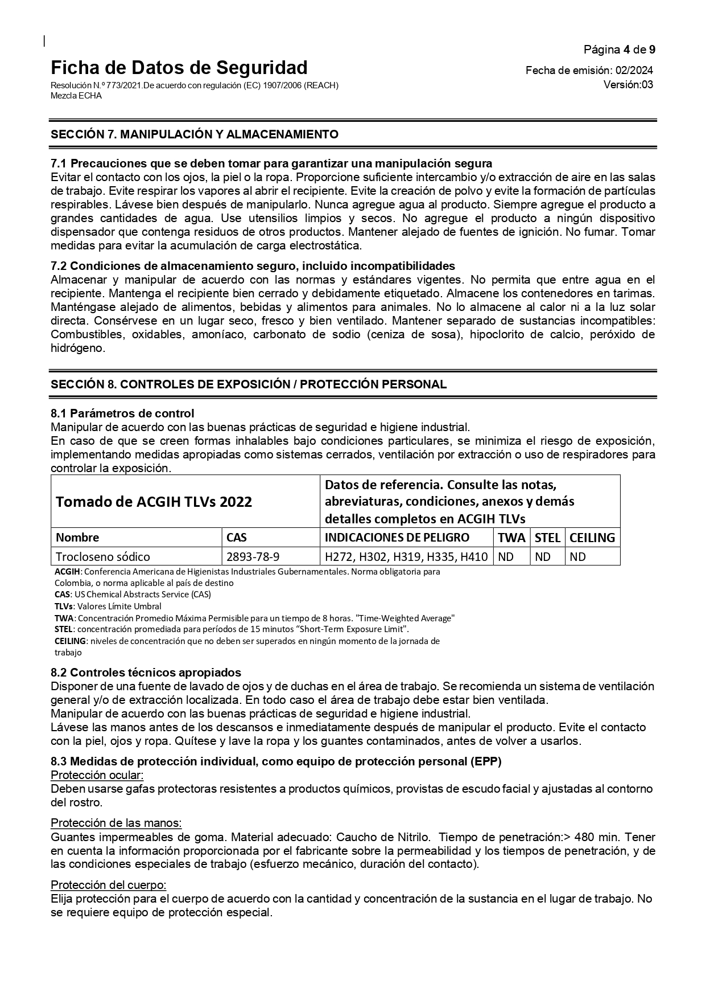 |
Página 4 de 9
Ficha de Datos de Seguridad
Fecha de emisión: 02/2024
Resolución N.º 773/2021.De acuerdo con regulación (EC) 1907/2006 (REACH)
Versión:03
Mezcla ECHA
SECCIÓN 7. MANIPULACIÓN Y ALMACENAMIENTO
7.1 Precauciones que se deben tomar para garantizar una manipulación segura
Evitar el contacto con los ojos, la piel o la ropa. Proporcione suficiente intercambio y/o extracción de aire en las salas
de trabajo. Evite respirar los vapores al abrir el recipiente. Evite la creación de polvo y evite la formación de partículas
respirables. Lávese bien después de manipularlo. Nunca agregue agua al producto. Siempre agregue el producto a
grandes cantidades de agua. Use utensilios limpios y secos. No agregue el producto a ningún dispositivo
dispensador que contenga residuos de otros productos. Mantener alejado de fuentes de ignición. No fumar. Tomar
medidas para evitar la acumulación de carga electrostática.
7.2 Condiciones de almacenamiento seguro, incluido incompatibilidades
Almacenar y manipular de acuerdo con las normas y estándares vigentes. No permita que entre agua en el
recipiente. Mantenga el recipiente bien cerrado y debidamente etiquetado. Almacene los contenedores en tarimas.
Manténgase alejado de alimentos, bebidas y alimentos para animales. No lo almacene al calor ni a la luz solar
directa. Consérvese en un lugar seco, fresco y bien ventilado. Mantener separado de sustancias incompatibles:
Combustibles, oxidables, amoníaco, carbonato de sodio (ceniza de sosa), hipoclorito de calcio, peróxido de
hidrógeno.
SECCIÓN 8. CONTROLES DE EXPOSICIÓN / PROTECCIÓN PERSONAL
8.1 Parámetros de control
Manipular de acuerdo con las buenas prácticas de seguridad e higiene industrial.
En caso de que se creen formas inhalables bajo condiciones particulares, se minimiza el riesgo de exposición,
implementando medidas apropiadas como sistemas cerrados, ventilación por extracción o uso de respiradores para
controlar la exposición.
Tomado de ACGIH TLVs 2022
Datos de referencia. Consulte las notas,
abreviaturas, condiciones, anexos y demás
detalles completos en ACGIH TLVs
Nombre CAS INDICACIONES DE PELIGRO TWA STEL CEILING
Trocloseno sódico 2893-78-9 H272, H302, H319, H335, H410 ND ND ND
ACGIH: Conferencia Americana de Higienistas Industriales Gubernamentales. Norma obligatoria para
Colombia, o norma aplicable al país de destino
CAS: US Chemical Abstracts Service (CAS)
TLVs: Valores Límite Umbral
TWA: Concentración Promedio Máxima Permisible para un tiempo de 8 horas. "Time-Weighted Average"
STEL: concentración promediada para períodos de 15 minutos “Short-Term Exposure Limit".
CEILING: niveles de concentración que no deben ser superados en ningún momento de la jornada de
trabajo
8.2 Controles técnicos apropiados
Disponer de una fuente de lavado de ojos y de duchas en el área de trabajo. Se recomienda un sistema de ventilación
general y/o de extracción localizada. En todo caso el área de trabajo debe estar bien ventilada.
Manipular de acuerdo con las buenas prácticas de seguridad e higiene industrial.
Lávese las manos antes de los descansos e inmediatamente después de manipular el producto. Evite el contacto
con la piel, ojos y ropa. Quítese y lave la ropa y los guantes contaminados, antes de volver a usarlos.
8.3 Medidas de protección individual, como equipo de protección personal (EPP)
Protección ocular:
Deben usarse gafas protectoras resistentes a productos químicos, provistas de escudo facial y ajustadas al contorno
del rostro.
Protección de las manos:
Guantes impermeables de goma. Material adecuado: Caucho de Nitrilo.  Tiempo de penetración:> 480 min. Tener
en cuenta la información proporcionada por el fabricante sobre la permeabilidad y los tiempos de penetración, y de
las condiciones especiales de trabajo (esfuerzo mecánico, duración del contacto).
Protección del cuerpo:
Elija protección para el cuerpo de acuerdo con la cantidad y concentración de la sustancia en el lugar de trabajo. No
se requiere equipo de protección especial.